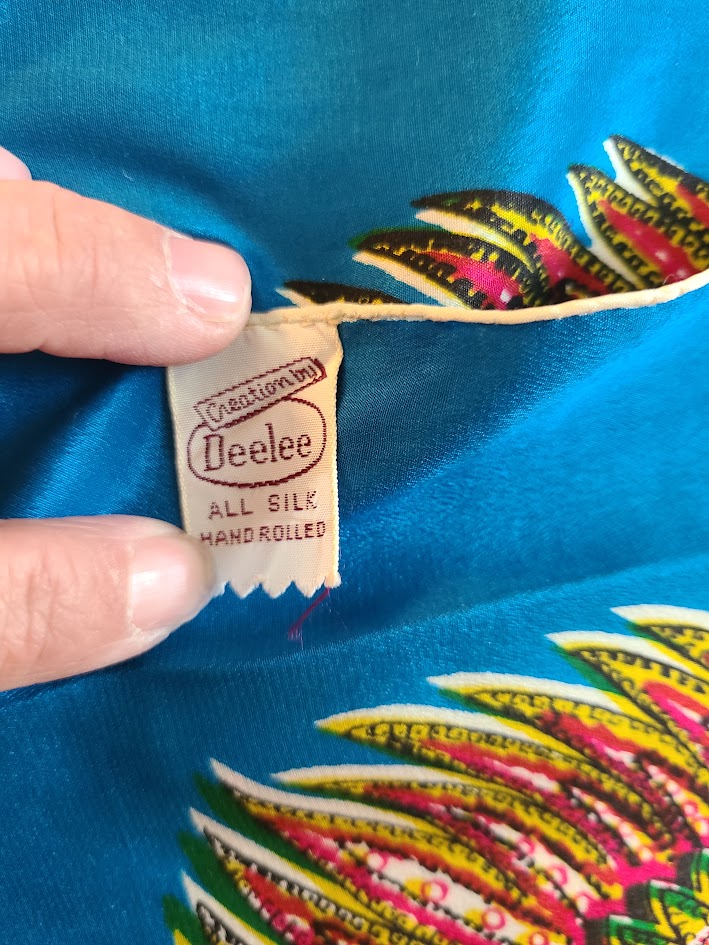 Creation by
Deelee
ALL SILK
HAND ROLLED